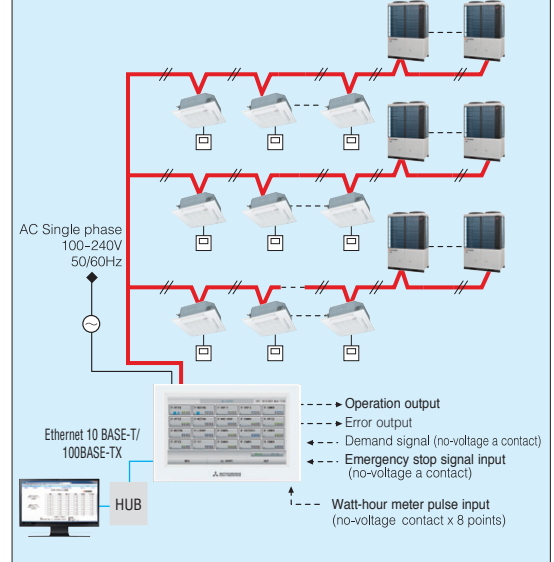 AC Single phase
100-240V
50/60Hz
Ethernet 10 BASE-T/
100BASE-TX
HUB
Operation output
Error output
Demand signal (no-voltage a contact)
Emergency stop signal input
(no-voltage a contact)
Watt-hour meter pulse input
(no-voltage contact x 8 points)